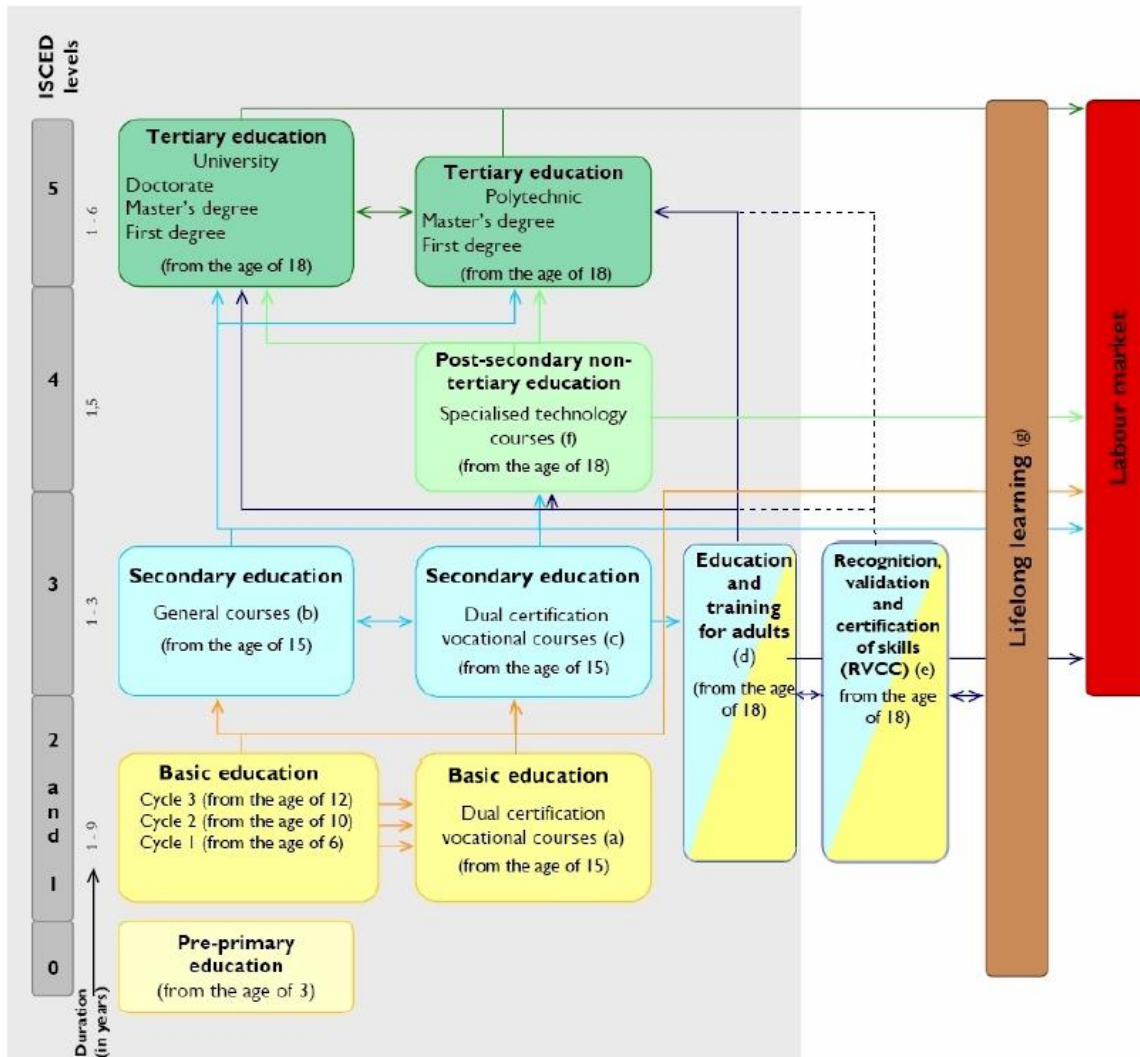 ISCED
levels
5
1 - 6
4
1,5
3
1 - 3
2
a
n
d
1
1 - 9
0
Duration
(in years)
Tertiary education
University
Doctorate
Master's degree
First degree
(from the age of 18)
Tertiary education
Polytechnic
Master's degree
First degree
(from the age of 18)
Post-secondary non-
tertiary education
Specialised technology
courses (f)
(from the age of 18)
Secondary education
General courses (b)
(from the age of 15)
Secondary education
Dual certification
vocational courses (c)
(from the age of 15)
Education
and
training
for adults
(d)
(from the age
of 18)
Recognition,
validation
and
certification
of skills
(RVCC) (e)
from the age
of 18)
Basic education
Cycle 3 (from the age of 12)
Cycle 2 (from the age of 10)
Cycle 1 (from the age of 6)
Basic education
Dual certification
vocational courses (a)
(from the age of 15)
Pre-primary
education
(from the age of 3)
Lifelong learning (g)
Labour market